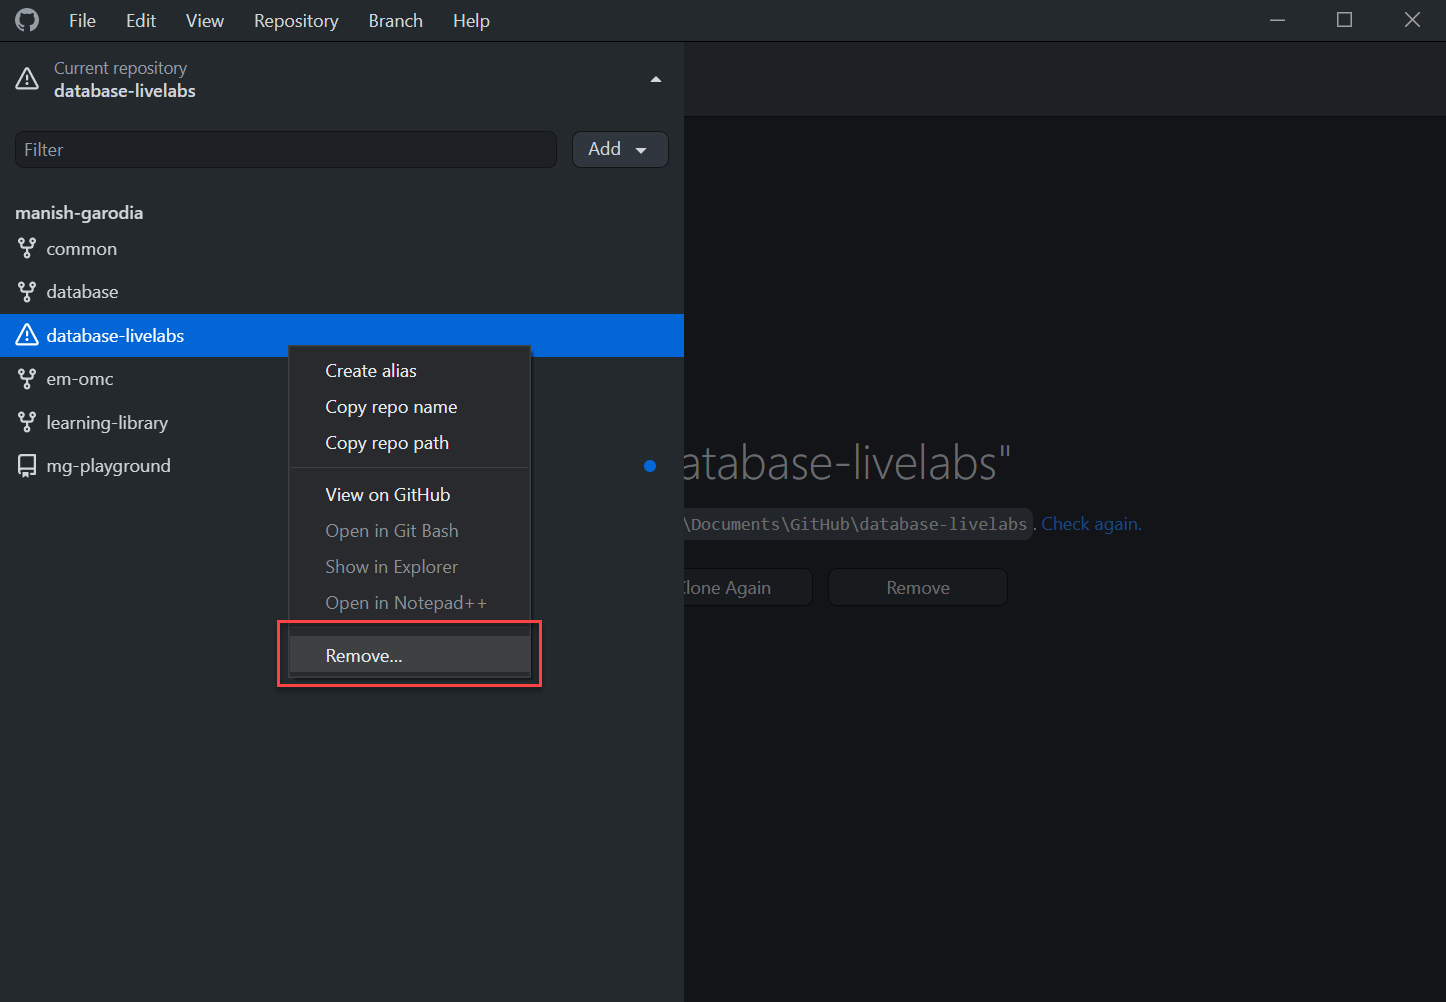 File Edit View Repository Branch Help
Current repository
database-livelabs
Filter
Add
manish-garodia
common
database
database-livelabs
em-omc
learning-library
mg-playground
Create alias
Copy repo name
Copy repo path
View on GitHub
Open in Git Bash
Show in Explorer
Open in Notepad++
Remove...
atabase-livelabs"
\Documents\GitHub\database-livelabs. Check again.
Clone Again
Remove